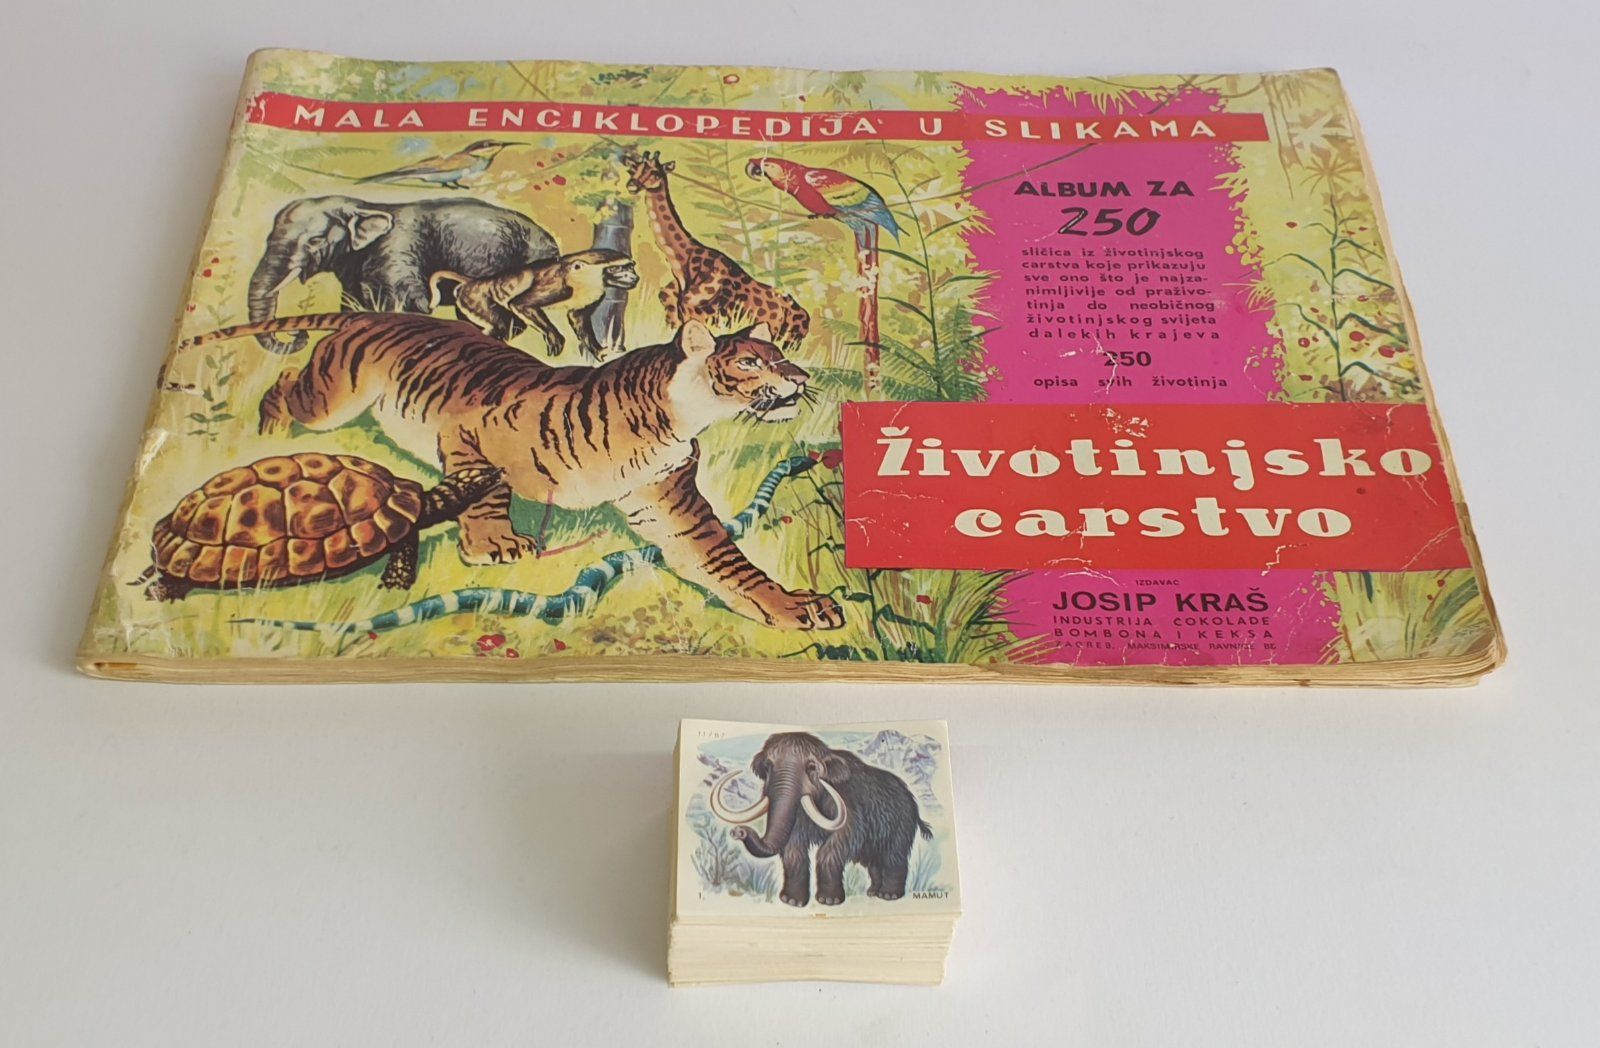 MALA ENCIKLOPEDIJA U SLIKAMA
ALBUM ZA
250
sličica iz životinjskog
carstva koje prikazuju
sve ono što je najza-
nimljivije od praživo-
tinja do neobičnog
životinjskog svijeta
dalekih krajeva
250
opisa svih životinja
Životinjsko
carstvo
IZDAVAČ
JOSIP KRAŠ
INDUSTRIJA ČOKOLADE
BOMBONA I KEKSA
ZAGREB, MAKSIMIRSKE RAVNICE BB
1.
MAMUT